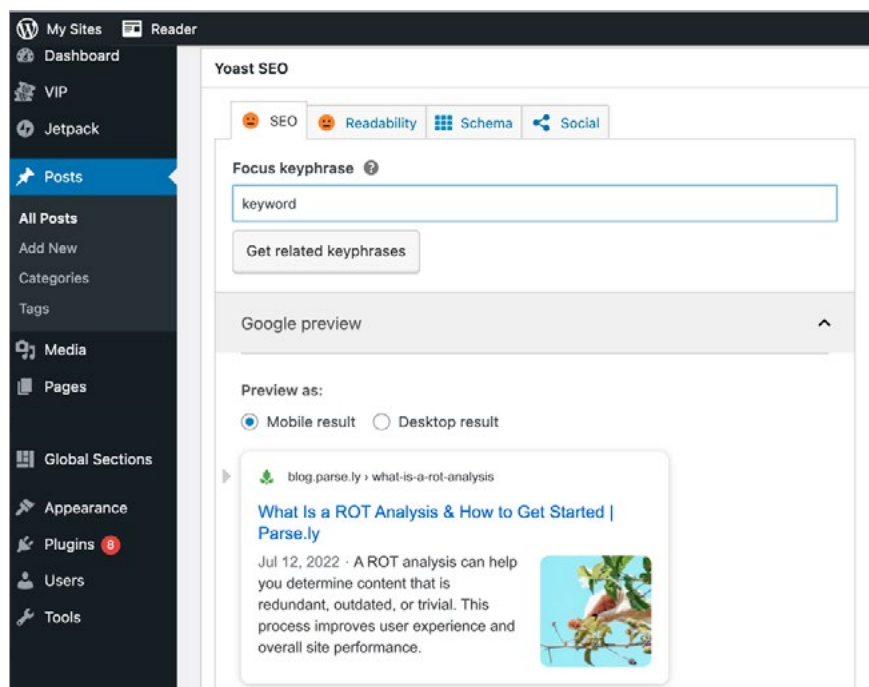 My Sites Reader
Dashboard
VIP
Jetpack
Posts
All Posts
Add New
Categories
Tags
Media
Pages
Global Sections
Appearance
Plugins 8
Users
Tools
Yoast SEO
SEO Readability Schema Social
Focus keyphrase ?
keyword
Get related keyphrases
Google preview
Preview as:
Mobile result Desktop result
blog.parse.ly › what-is-a-rot-analysis
What Is a ROT Analysis & How to Get Started |
Parse.ly
Jul 12, 2022 · A ROT analysis can help
you determine content that is
redundant, outdated, or trivial. This
process improves user experience and
overall site performance.